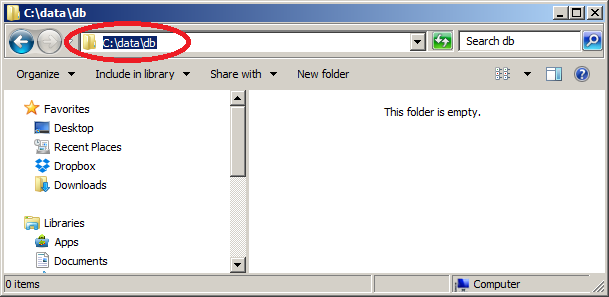 C:\data\db
C:\data\db
Search db
Organize Include in library Share with New folder
Favorites
Desktop
Recent Places
Dropbox
Downloads
Libraries
Apps
Documents
This folder is empty.
0 items Computer